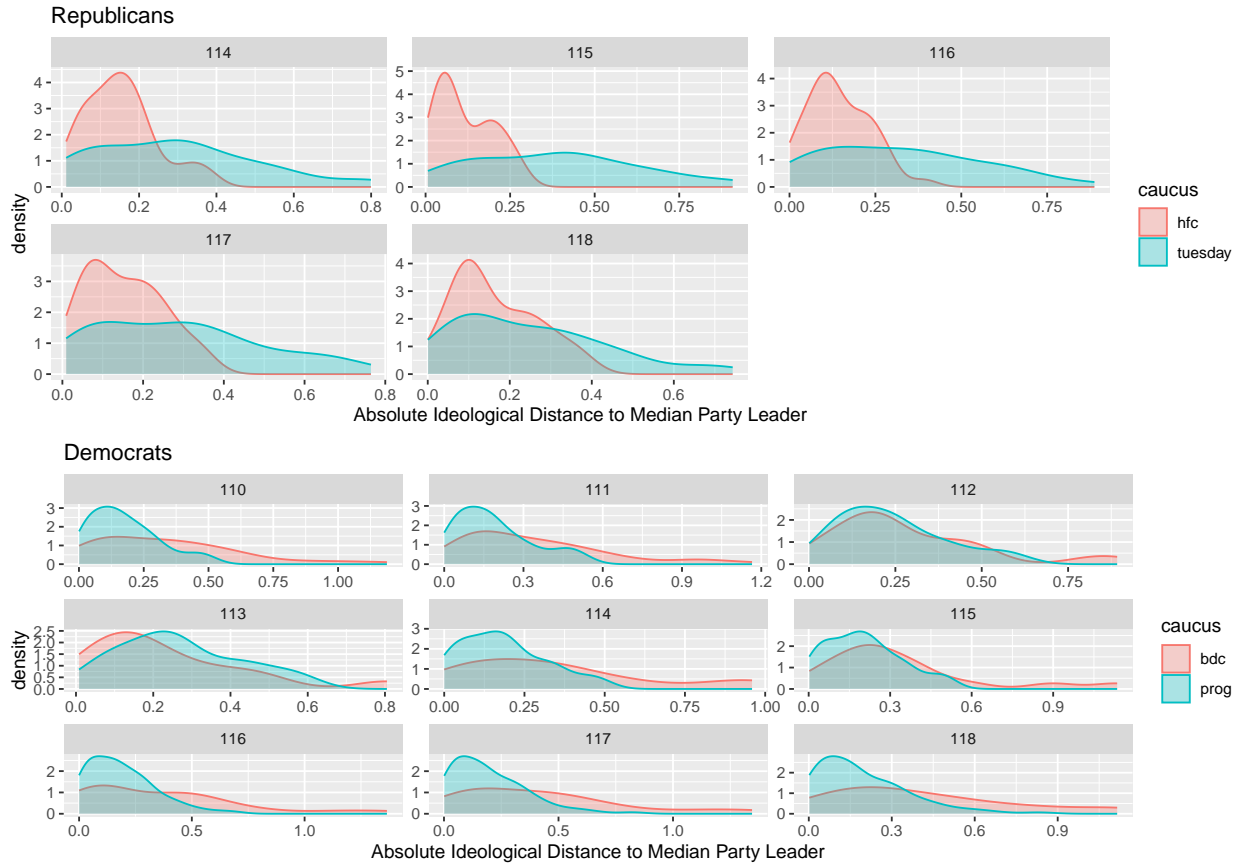 Republicans
114
115
116
4
3
2
1
0
0.0 0.2 0.4 0.6 0.8
5
4
3
2
1
0
0.00 0.25 0.50 0.75
4
3
2
1
0
0.00 0.25 0.50 0.75
density
117
118
3
2
1
0
0.0 0.2 0.4 0.6 0.8
4
3
2
1
0
0.0 0.2 0.4 0.6
Absolute Ideological Distance to Median Party Leader
caucus
hfc
tuesday
Democrats
110
111
112
3
2
1
0
0.00 0.25 0.50 0.75 1.00
3
2
1
0
0.0 0.3 0.6 0.9 1.2
2
1
0
0.00 0.25 0.50 0.75
density
113
114
115
2.5
2.0
1.5
1.0
0.5
0.0
0.0 0.2 0.4 0.6 0.8
3
2
1
0
0.00 0.25 0.50 0.75 1.00
2
1
0
0.0 0.3 0.6 0.9
116
117
118
2
1
0
0.0 0.5 1.0
2
1
0
0.0 0.5 1.0
2
1
0
0.0 0.3 0.6 0.9
Absolute Ideological Distance to Median Party Leader
caucus
bdc
prog